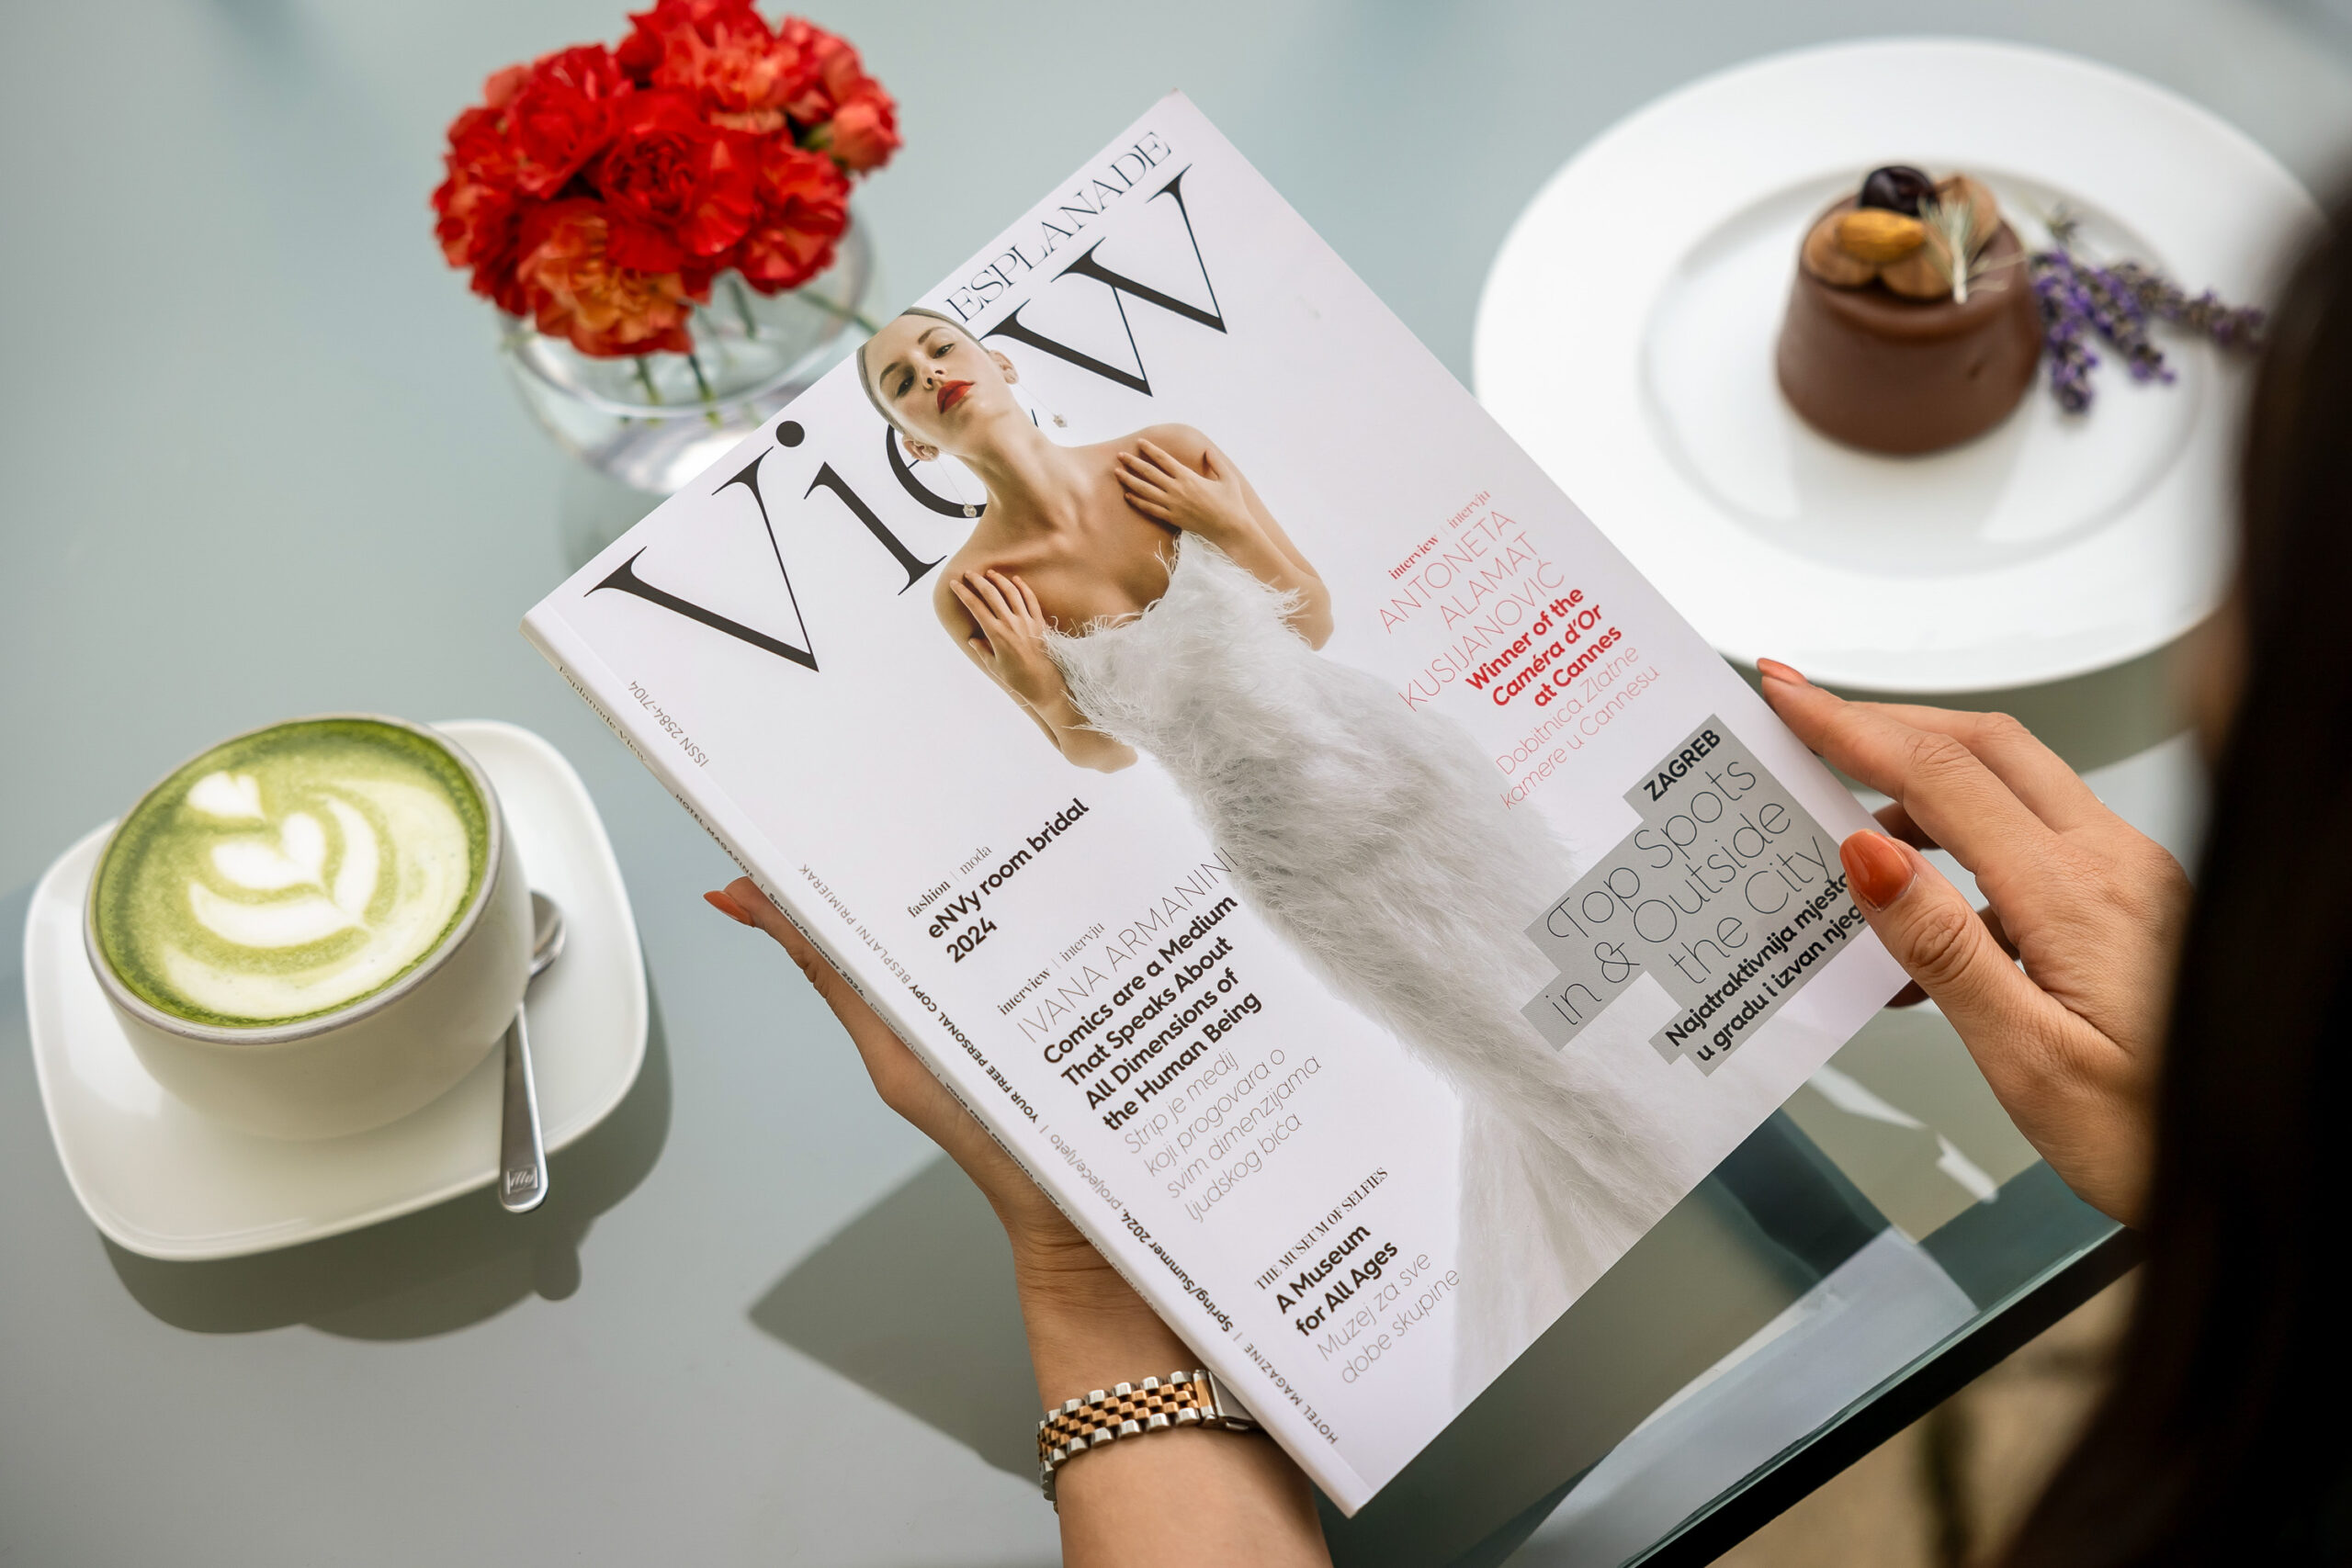 ESPLANADE
View
ISSN 2584-7104
interview | intervju
ANTONETA
ALAMAT
KUSIJANOVIĆ
Winner of the
Caméra d'Or
at Cannes
Dobitnica Zlatne
kamere u Cannesu
ZAGREB
Top Spots
in & Outside
the City
Najatraktivnija mjesta
u gradu i izvan njeg
fashion | moda
eNVy room bridal
2024
interview | intervju
IVANA ARMANINI
Comics are a Medium
That Speaks About
All Dimensions of
the Human Being
Strip je medij
koji progovara o
svim dimenzijama
ljudskog bića
THE MUSEUM OF SELFIES
A Museum
for All Ages
Muzej za sve
dobe skupine
HOTEL MAGAZINE | Spring/Summer 2024, proljeće/ljeto | YOUR FREE PERSONAL COPY BESPLATNI PRIMJERAK
Esplanade View
illy